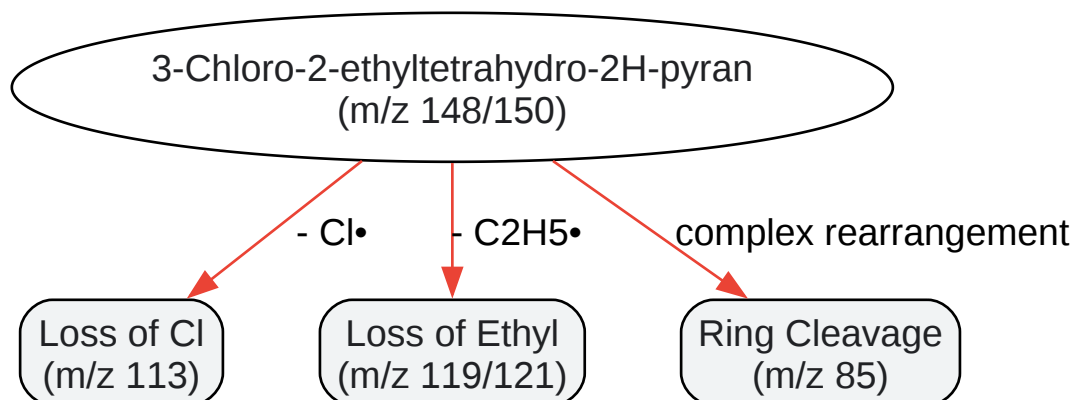 3-Chloro-2-ethyltetrahydro-2H-pyran
(m/z 148/150)
- Cl•
- C2H5•
complex rearrangement
Loss of Cl
(m/z 113)
Loss of Ethyl
(m/z 119/121)
Ring Cleavage
(m/z 85)